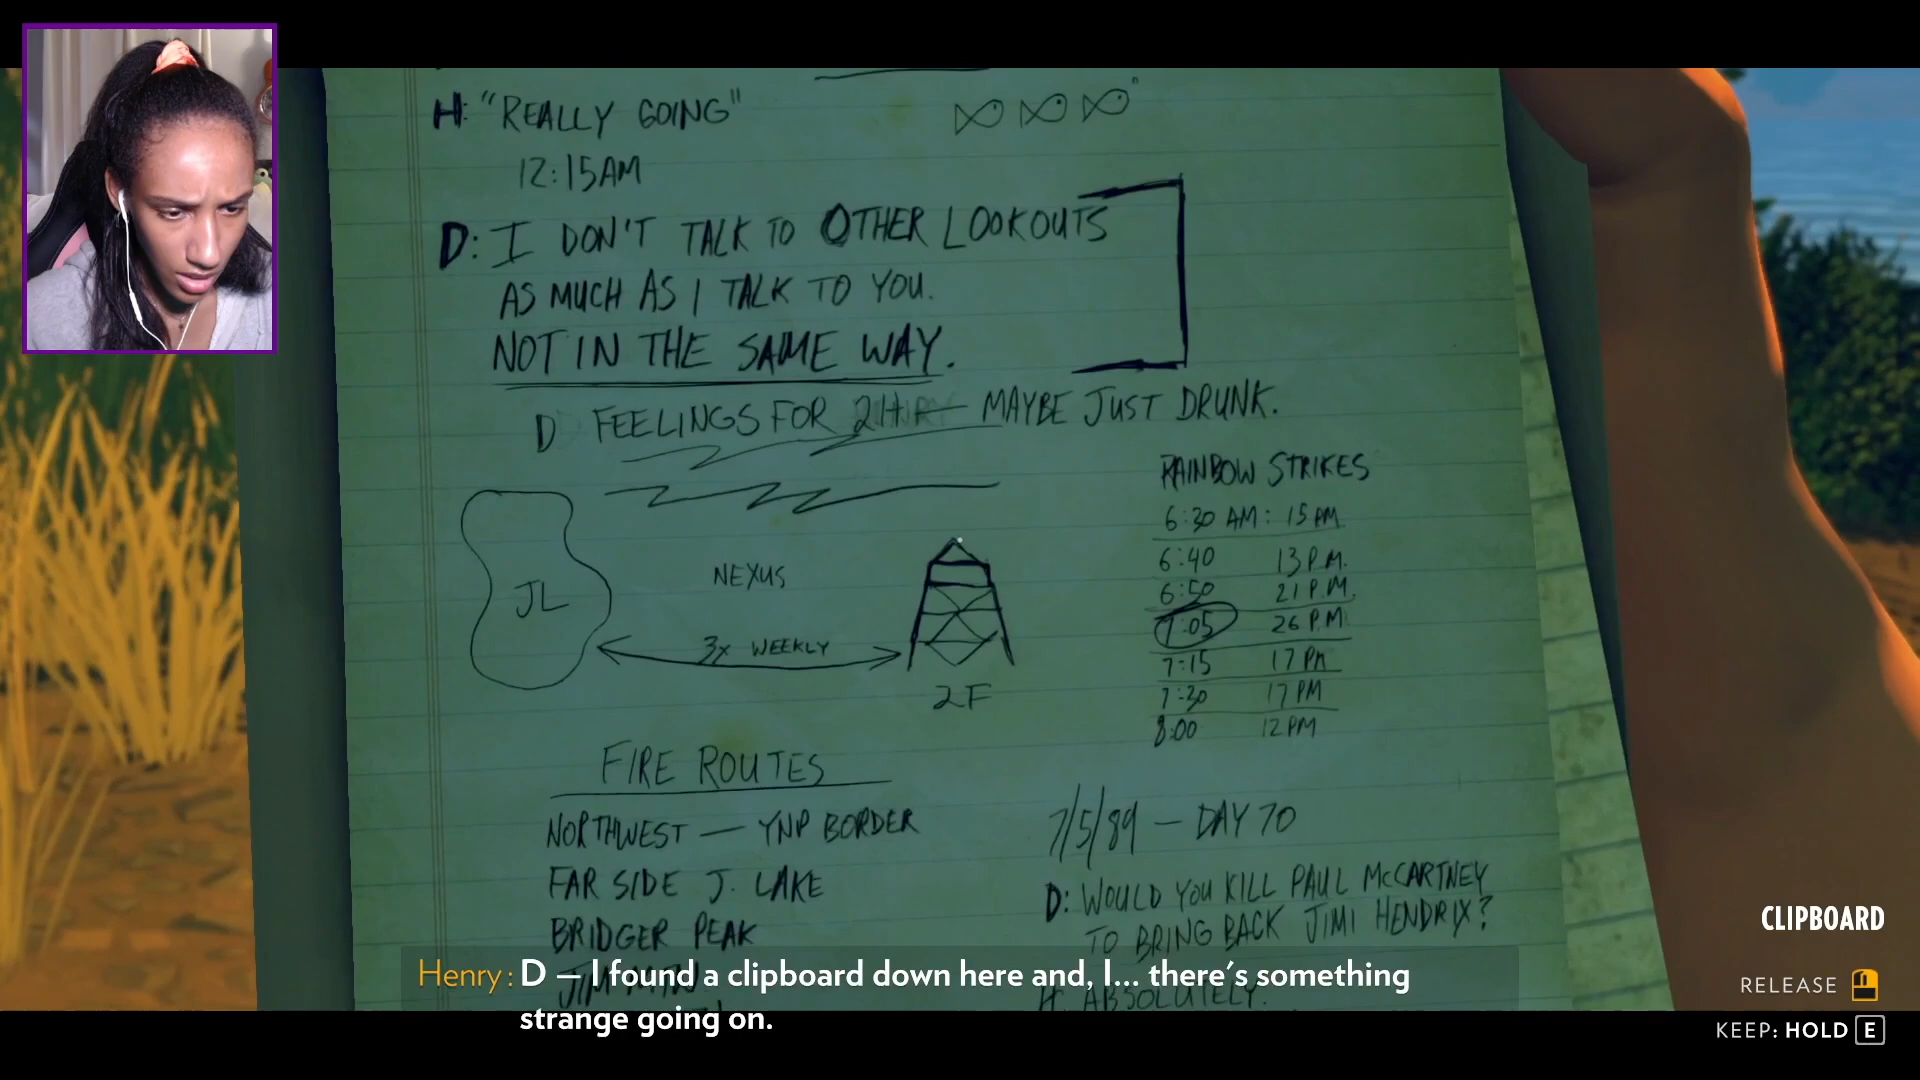 H: "REALLY GOING"
12:15AM
D: I DON'T TALK TO OTHER LOOKOUTS
AS MUCH AS I TALK TO YOU.
NOT IN THE SAME WAY.
D FEELINGS FOR
MAYBE JUST DRUNK.
RAINBOW STRIKES
6:30 AM: 15 PM
6:40 13 P.M.
6:50 21 P.M.
7:05 26 P.M
7:15 17 PM
7:30 17 PM
8:00 12 PM
JL
NEXUS
3x WEEKLY
2F
FIRE ROUTES
NORTHWEST — YNP BORDER
FAR SIDE J. LAKE
BRIDGER PEAK
7/5/89 — DAY 70
D: WOULD YOU KILL PAUL McCARTNEY
TO BRING BACK JIMI HENDRIX?
H: ABSOLUTELY.
Henry: D — I found a clipboard down here and, I... there's something
strange going on.
CLIPBOARD
RELEASE
KEEP: HOLD E